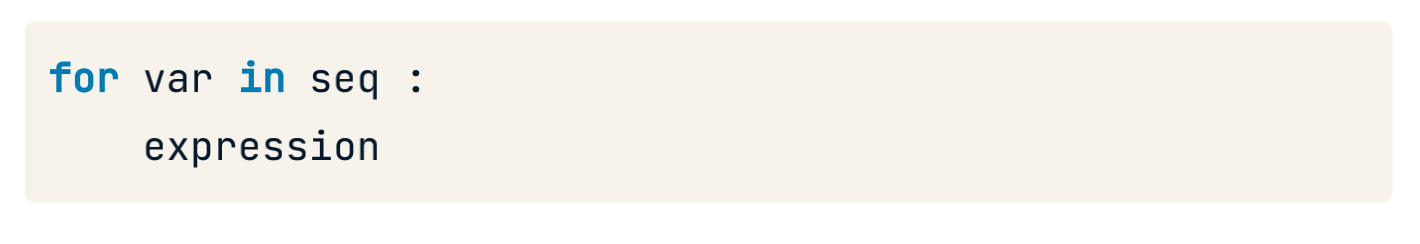 for var in seq :
    expression